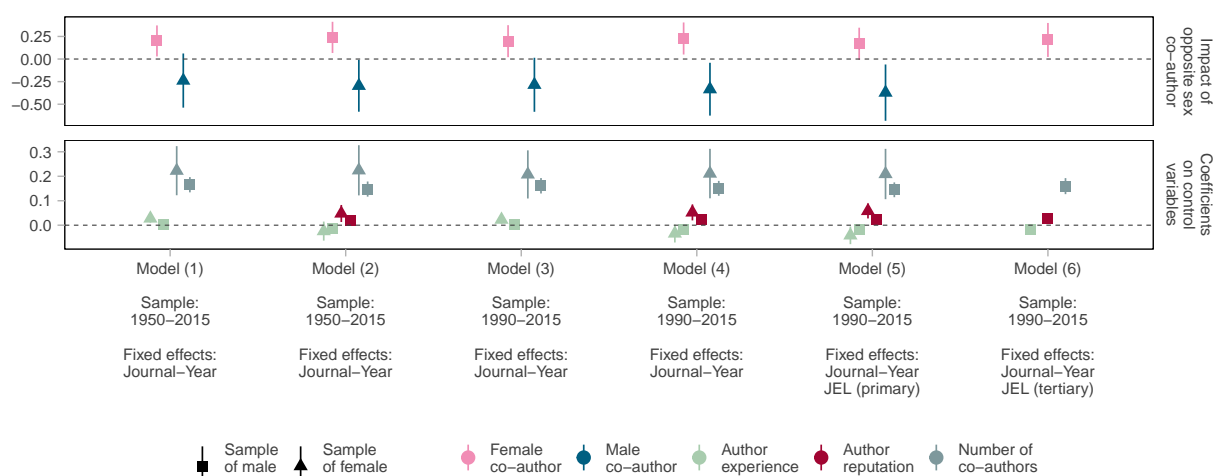 0.25
0.00
−0.25
−0.50
Impact of
opposite sex
co−author
0.3
0.2
0.1
0.0
Coefficients
on control
variables
Model (1)
Sample:
1950−2015
Fixed effects:
Journal−Year
Model (2)
Sample:
1950−2015
Fixed effects:
Journal−Year
Model (3)
Sample:
1990−2015
Fixed effects:
Journal−Year
Model (4)
Sample:
1990−2015
Fixed effects:
Journal−Year
Model (5)
Sample:
1990−2015
Fixed effects:
Journal−Year
JEL (primary)
Model (6)
Sample:
1990−2015
Fixed effects:
Journal−Year
JEL (tertiary)
Sample
of male
Sample
of female
Female
co−author
Male
co−author
Author
experience
Author
reputation
Number of
co−authors